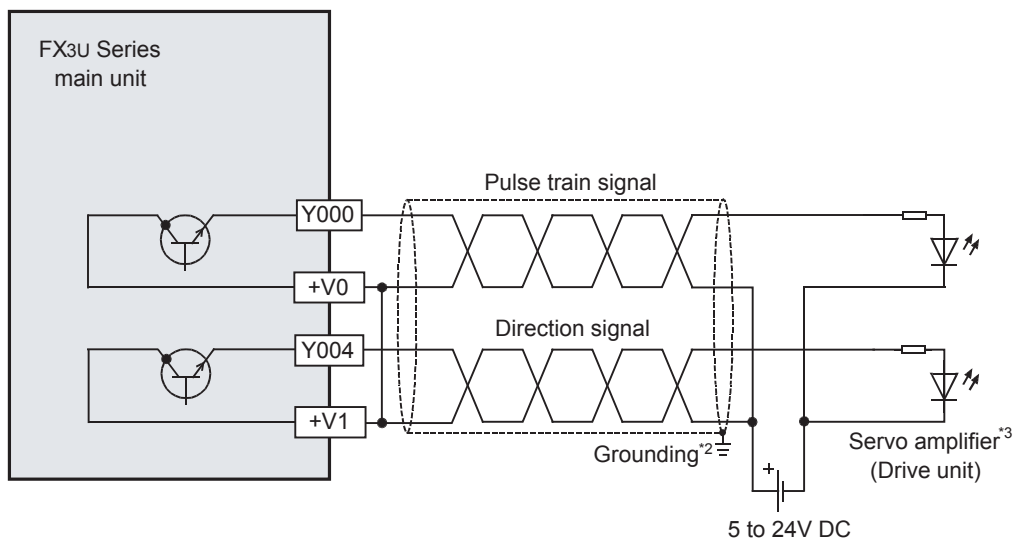 FX3U Series
main unit
Pulse train signal
Y000
+V0
Direction signal
Y004
+V1
Grounding*2
Servo amplifier*3
(Drive unit)
+
5 to 24V DC